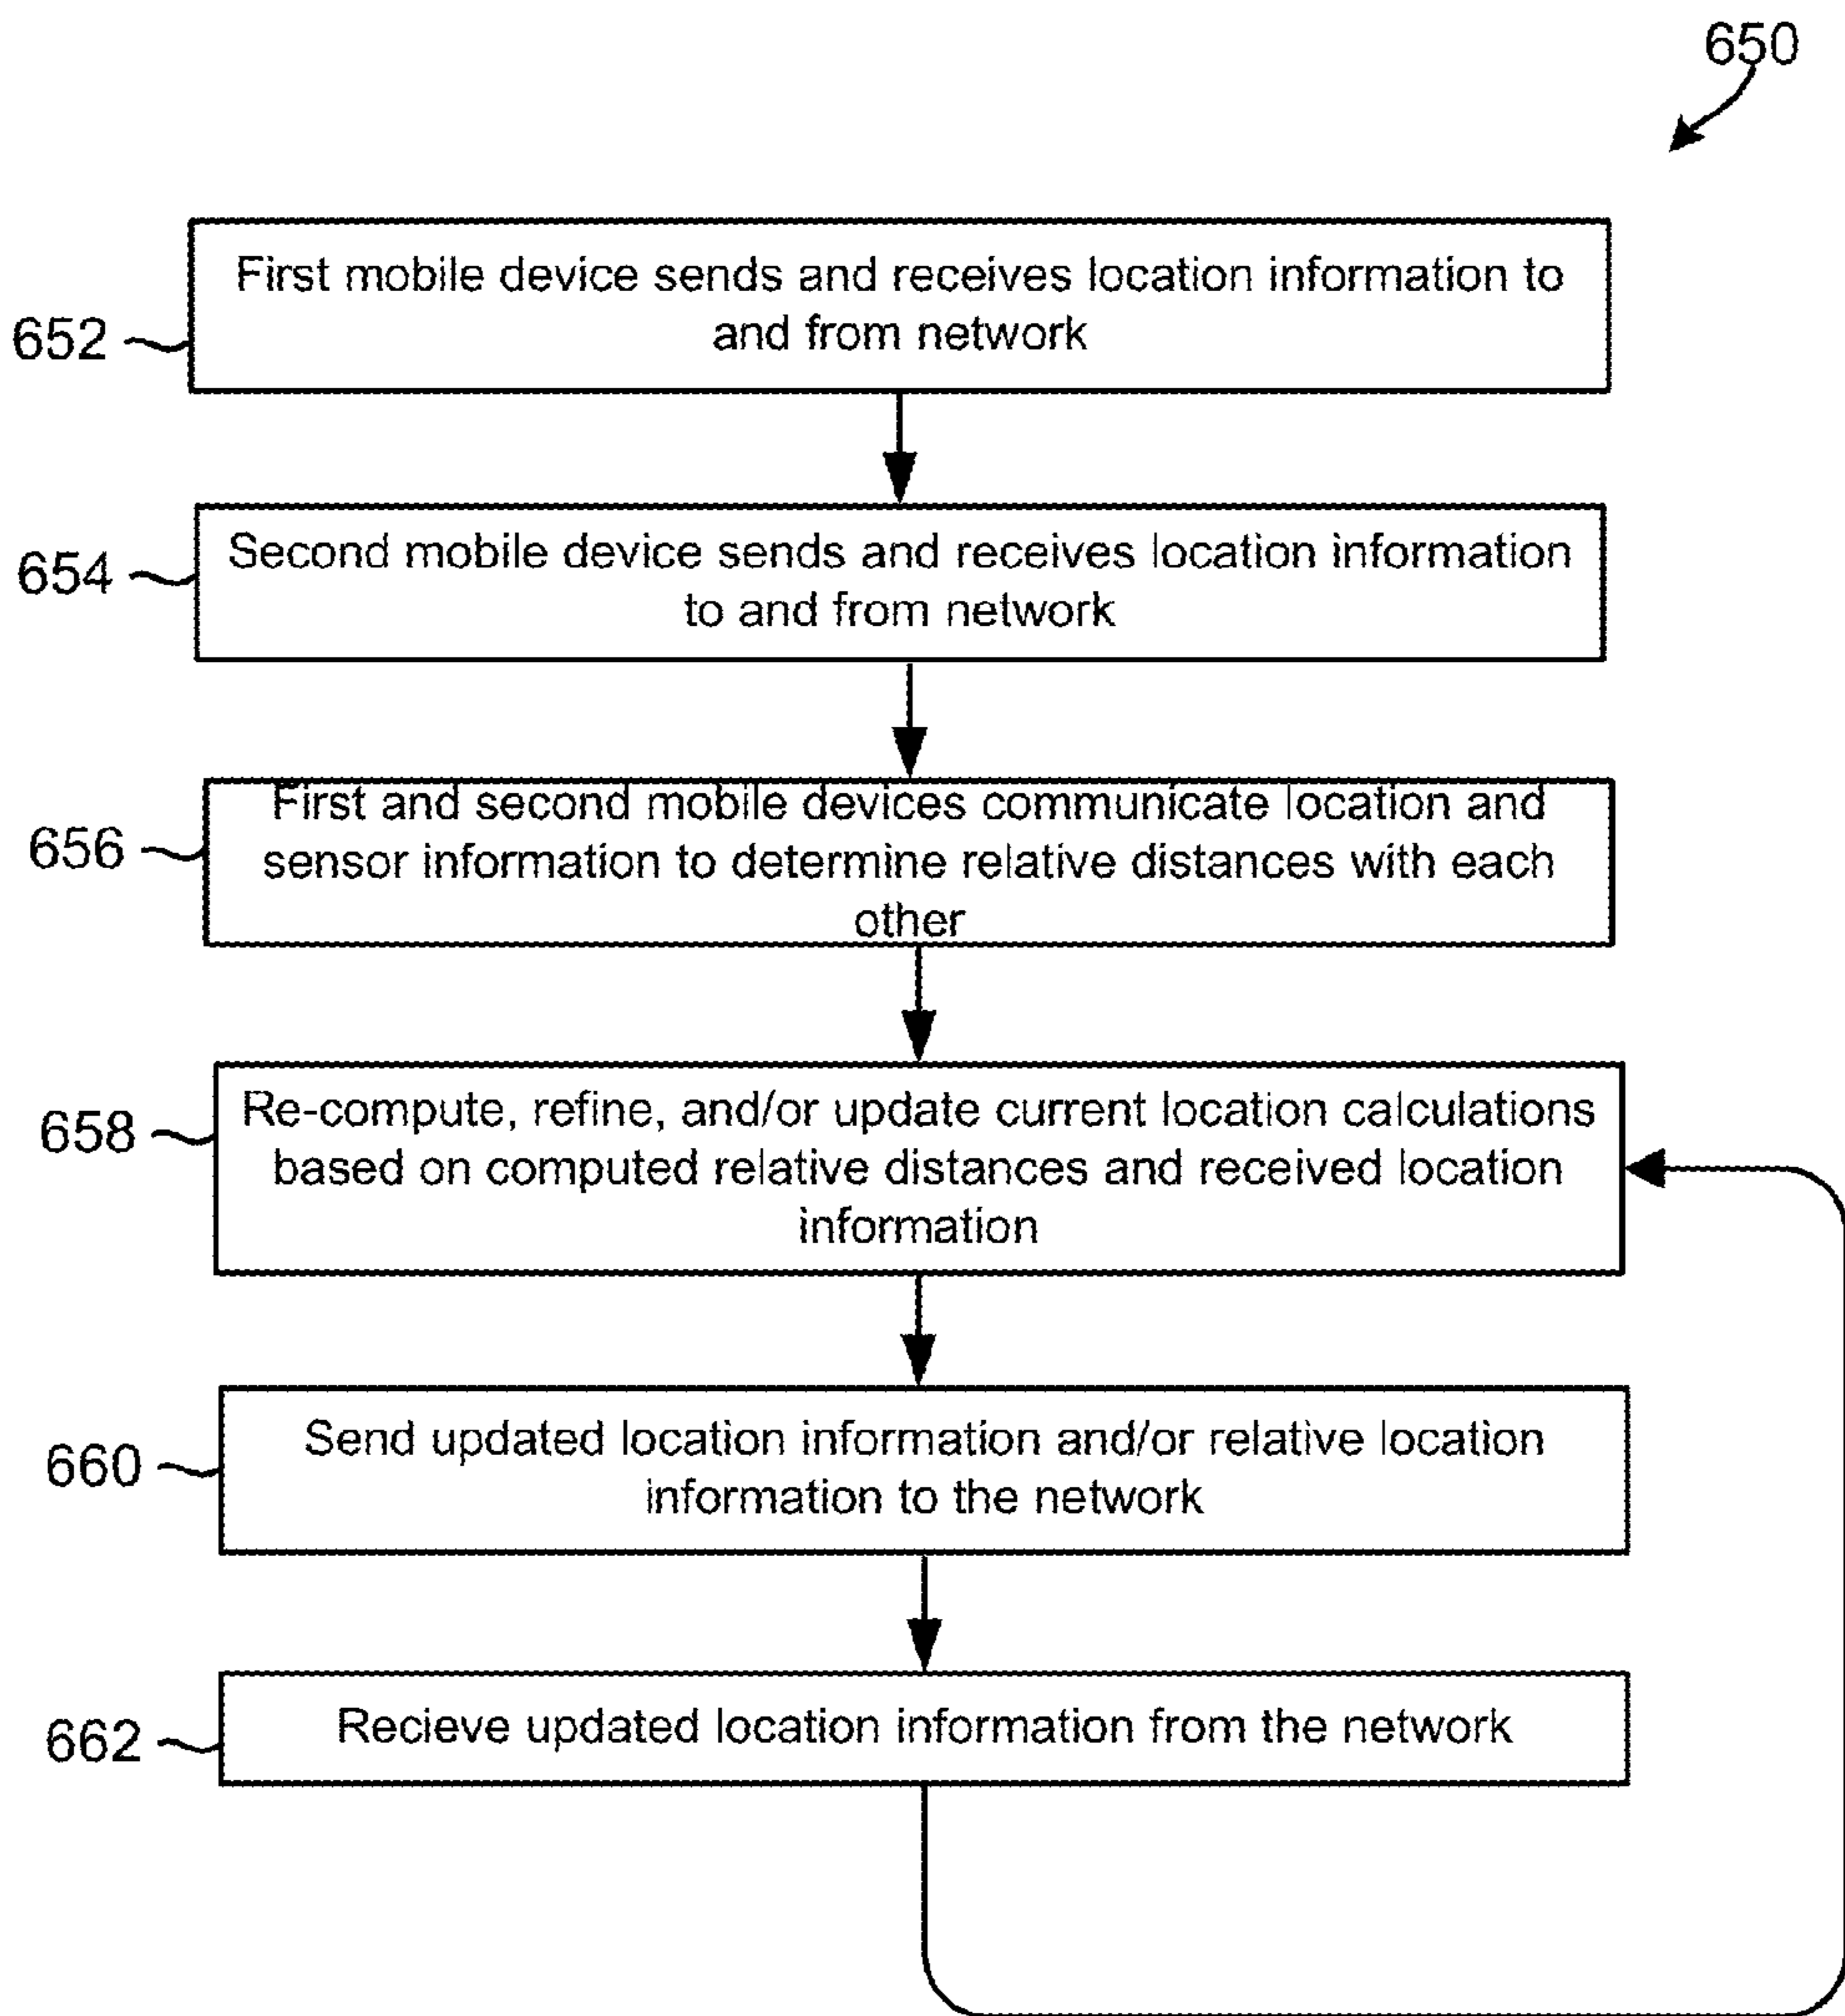 650
First mobile device sends and receives location information to
and from network
652
Second mobile device sends and receives location information
to and from network
654
First and second mobile devices communicate location and
sensor information to determine relative distances with each
other
656
Re-compute, refine, and/or update current location calculations
based on computed relative distances and received location
information
658
Send updated location information and/or relative location
information to the network
660
Recieve updated location information from the network
662